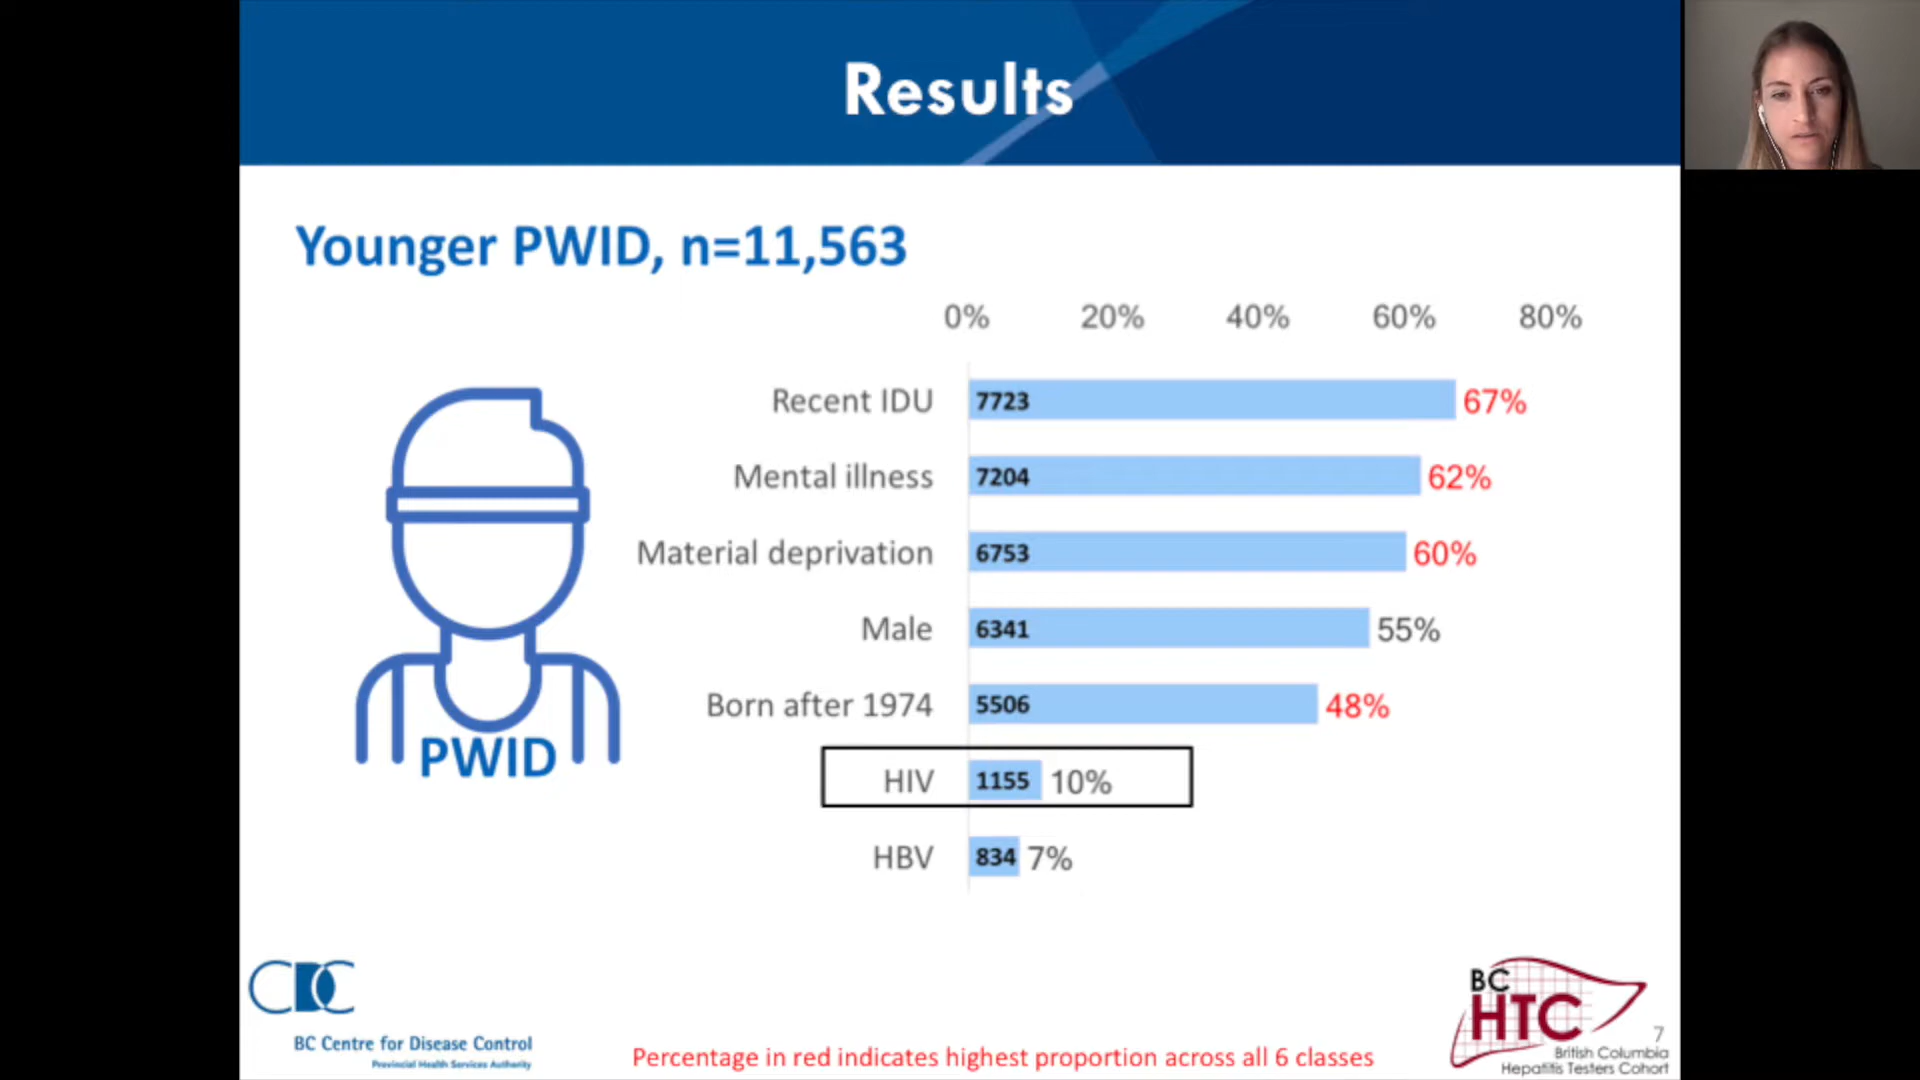 Results
Younger PWID, n=11,563
0% 20% 40% 60% 80%
Recent IDU 7723 67%
Mental illness 7204 62%
Material deprivation 6753 60%
Male 6341 55%
Born after 1974 5506 48%
HIV 1155 10%
HBV 834 7%
PWID
CDC
BC Centre for Disease Control
Provincial Health Services Authority
Percentage in red indicates highest proportion across all 6 classes
BC
HTC
7
British Columbia
Hepatitis Testers Cohort